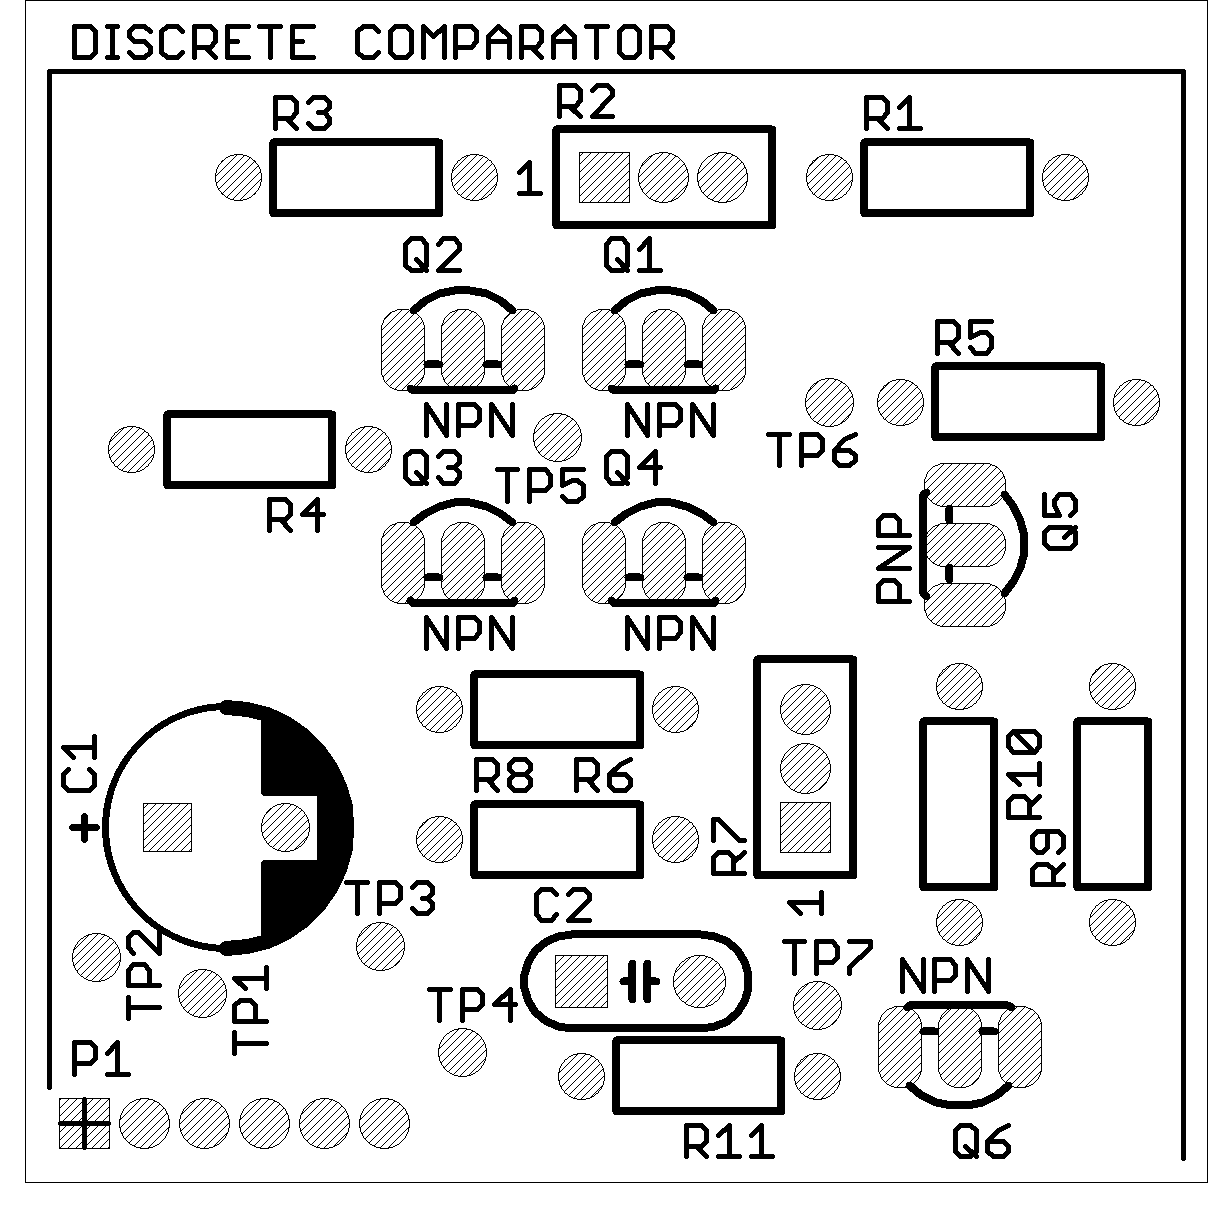 DISCRETE COMPARATOR
R3
R2
R1
1
Q2
Q1
R5
NPN
NPN
TP6
Q3
TP5
Q4
R4
PNP
Q5
NPN
NPN
C1
+
R8
R6
R7
R10
R9
TP3
C2
1
TP2
TP1
TP4
TP7
NPN
P1
R11
Q6